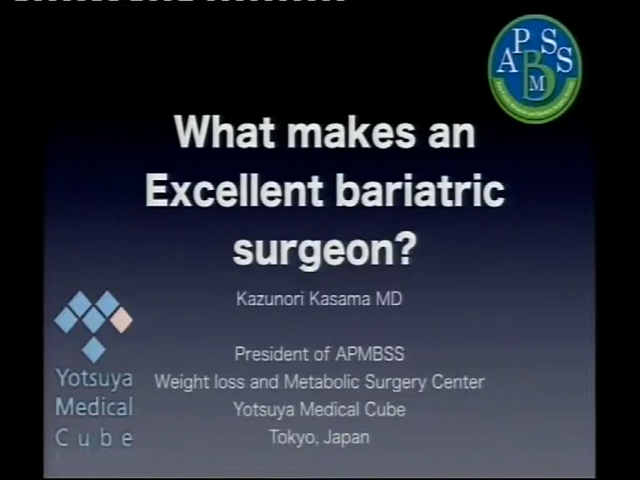 APMBSS
What makes an
Excellent bariatric
surgeon?
Kazunori Kasama MD
President of APMBSS
Weight loss and Metabolic Surgery Center
Yotsuya Medical Cube
Tokyo, Japan
Yotsuya
Medical
Cube